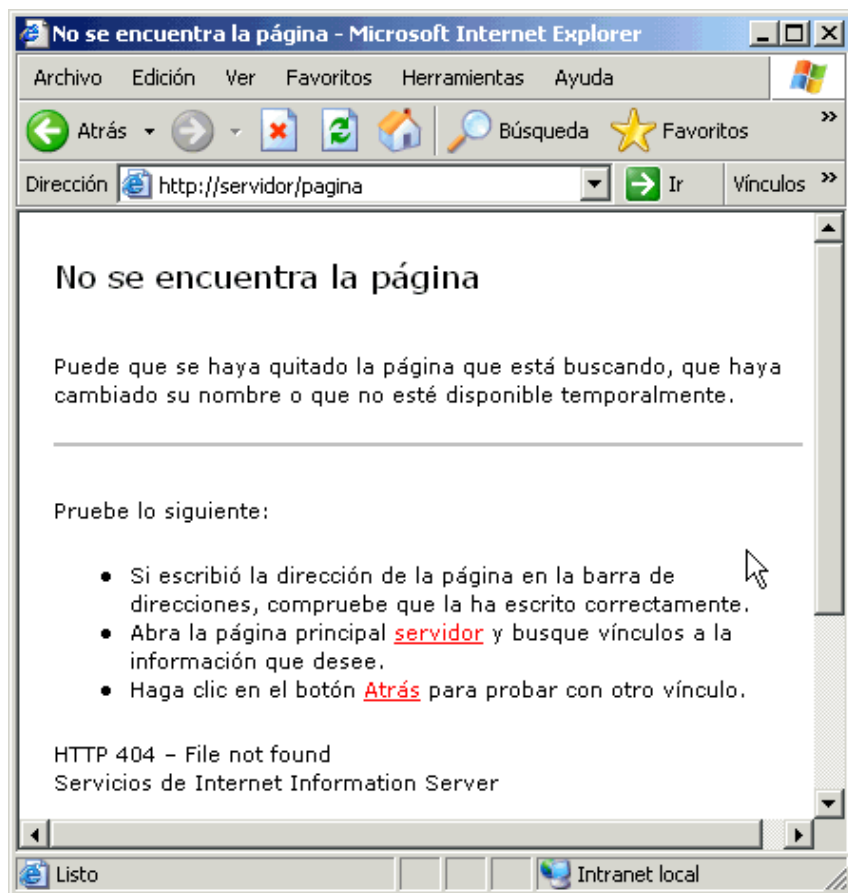 No se encuentra la página - Microsoft Internet Explorer
Archivo Edición Ver Favoritos Herramientas Ayuda
Atrás Búsqueda Favoritos »
Dirección http://servidor/pagina Ir Vínculos »
No se encuentra la página
Puede que se haya quitado la página que está buscando, que haya
cambiado su nombre o que no esté disponible temporalmente.
Pruebe lo siguiente:
● Si escribió la dirección de la página en la barra de
direcciones, compruebe que la ha escrito correctamente.
● Abra la página principal servidor y busque vínculos a la
información que desee.
● Haga clic en el botón Atrás para probar con otro vínculo.
HTTP 404 – File not found
Servicios de Internet Information Server
Listo Intranet local